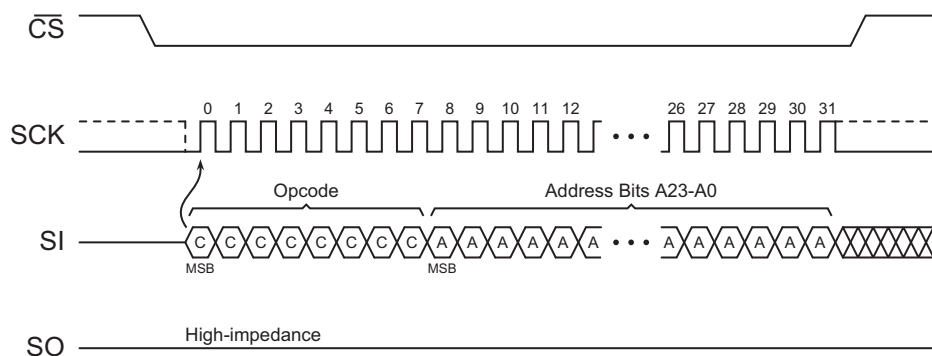 CS
0 1 2 3 4 5 6 7 8 9 10 11 12 26 27 28 29 30 31
SCK
Opcode Address Bits A23-A0
SI C C C C C C C C A A A A A A A A A A A A
MSB MSB
High-impedance
SO